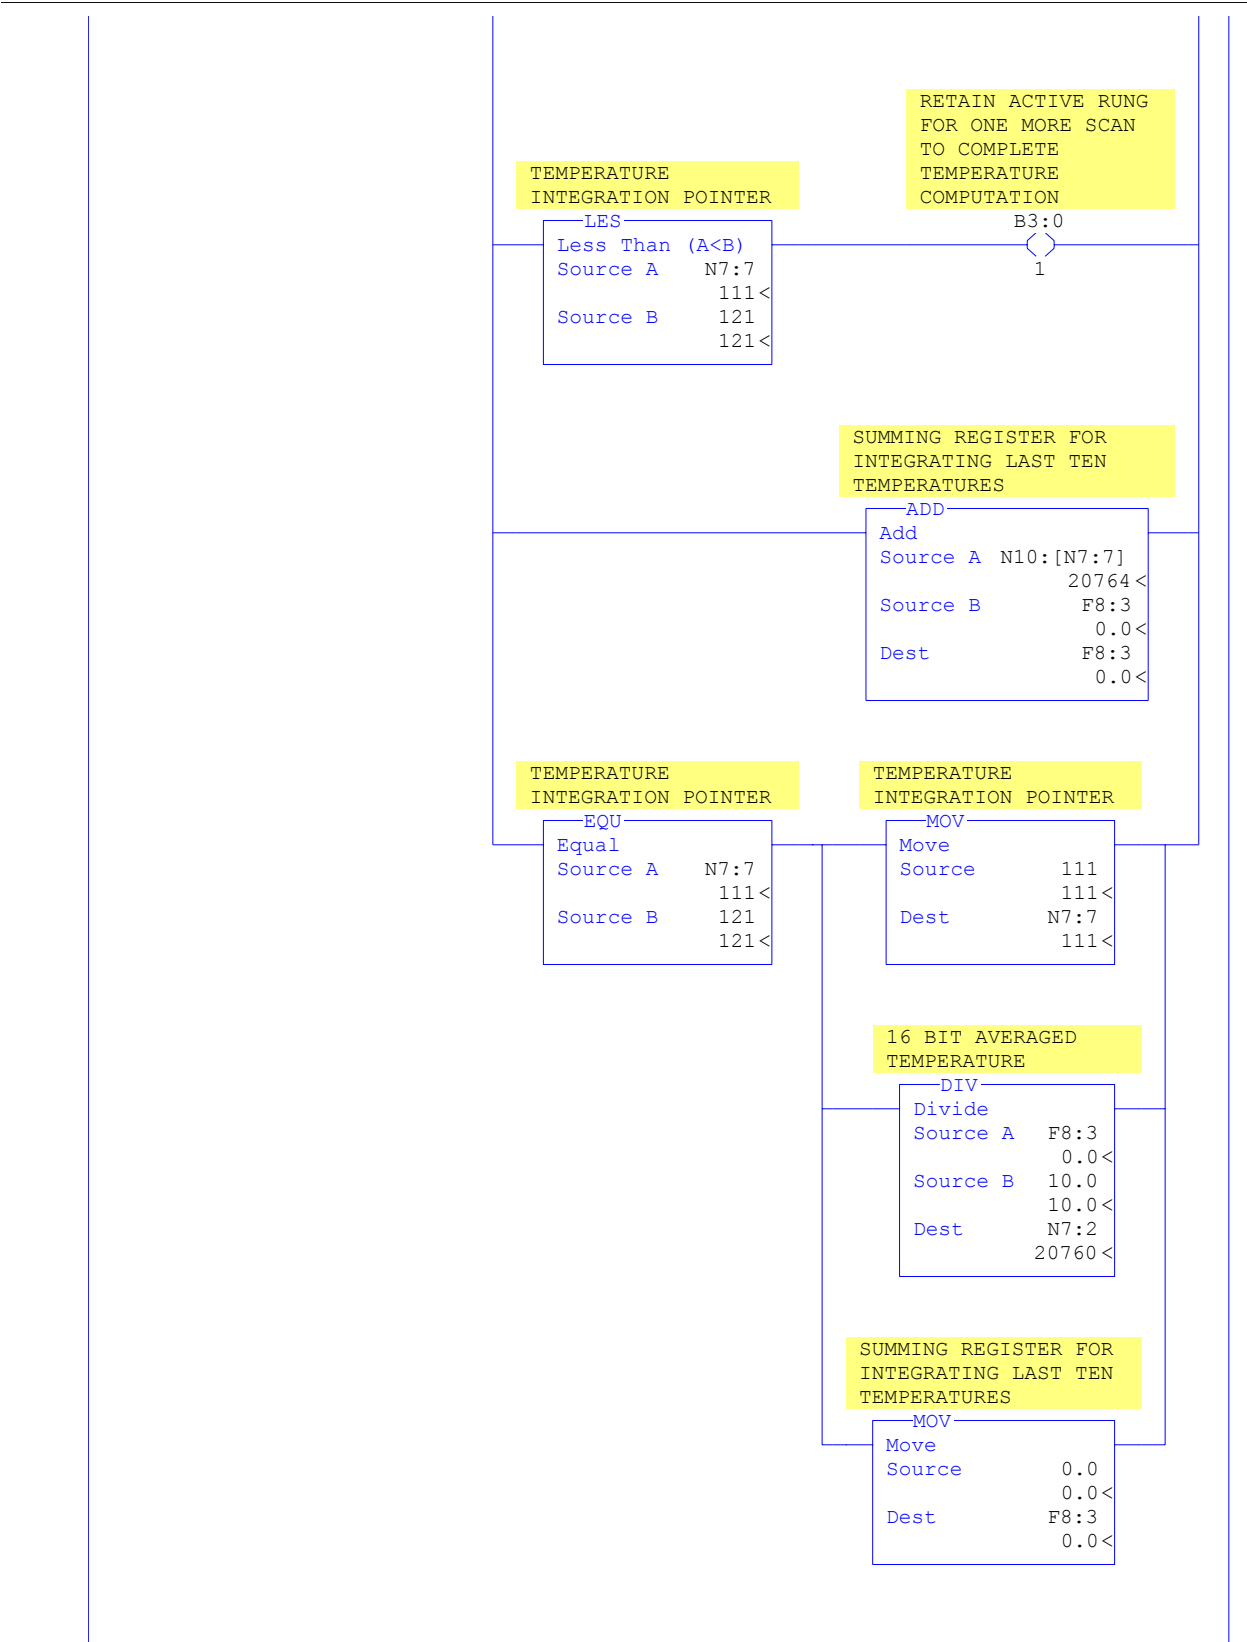 RETAIN ACTIVE RUNG
FOR ONE MORE SCAN
TO COMPLETE
TEMPERATURE
COMPUTATION
B3:0
1
TEMPERATURE
INTEGRATION POINTER
LES
Less Than (A<B)
Source A N7:7
111<
Source B 121
121<
SUMMING REGISTER FOR
INTEGRATING LAST TEN
TEMPERATURES
ADD
Add
Source A N10:[N7:7]
20764<
Source B F8:3
0.0<
Dest F8:3
0.0<
TEMPERATURE
INTEGRATION POINTER
EQU
Equal
Source A N7:7
111<
Source B 121
121<
TEMPERATURE
INTEGRATION POINTER
MOV
Move
Source 111
111<
Dest N7:7
111<
16 BIT AVERAGED
TEMPERATURE
DIV
Divide
Source A F8:3
0.0<
Source B 10.0
10.0<
Dest N7:2
20760<
SUMMING REGISTER FOR
INTEGRATING LAST TEN
TEMPERATURES
MOV
Move
Source 0.0
0.0<
Dest F8:3
0.0<